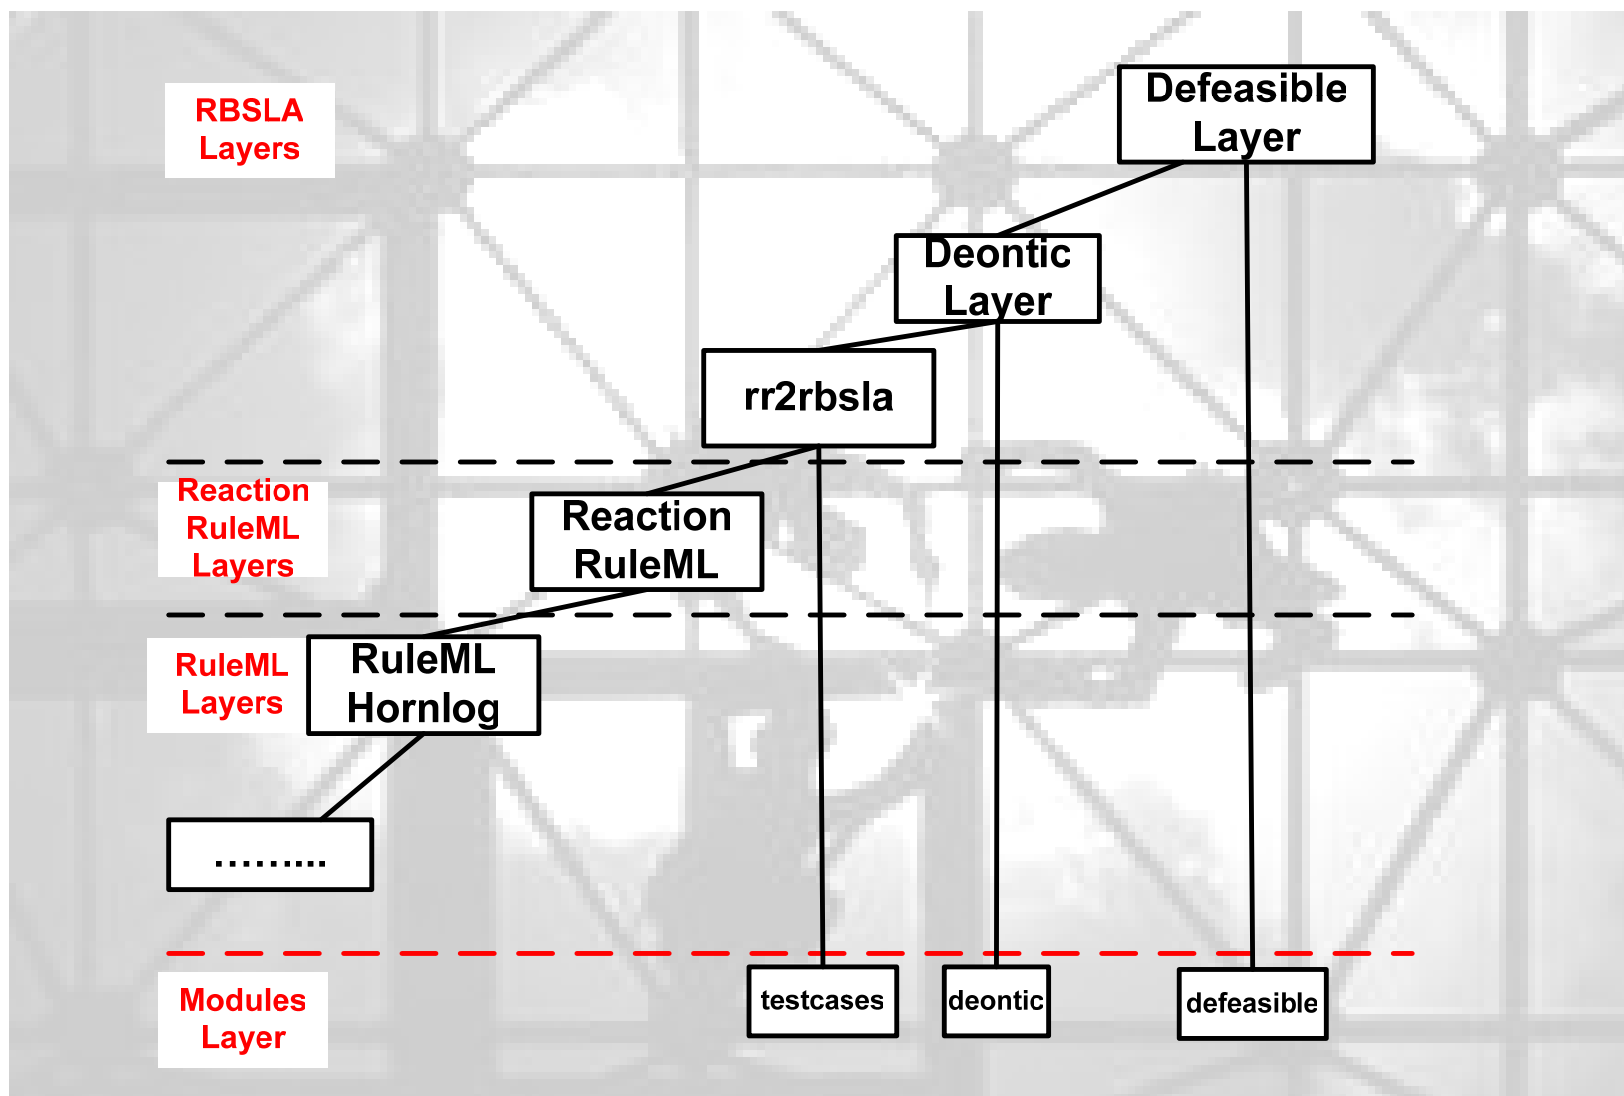 RBSLA
Layers
Defeasible
Layer
Deontic
Layer
rr2rbsla
Reaction
RuleML
Layers
Reaction
RuleML
RuleML
Layers
RuleML
Hornlog
.........
Modules
Layer
testcases
deontic
defeasible